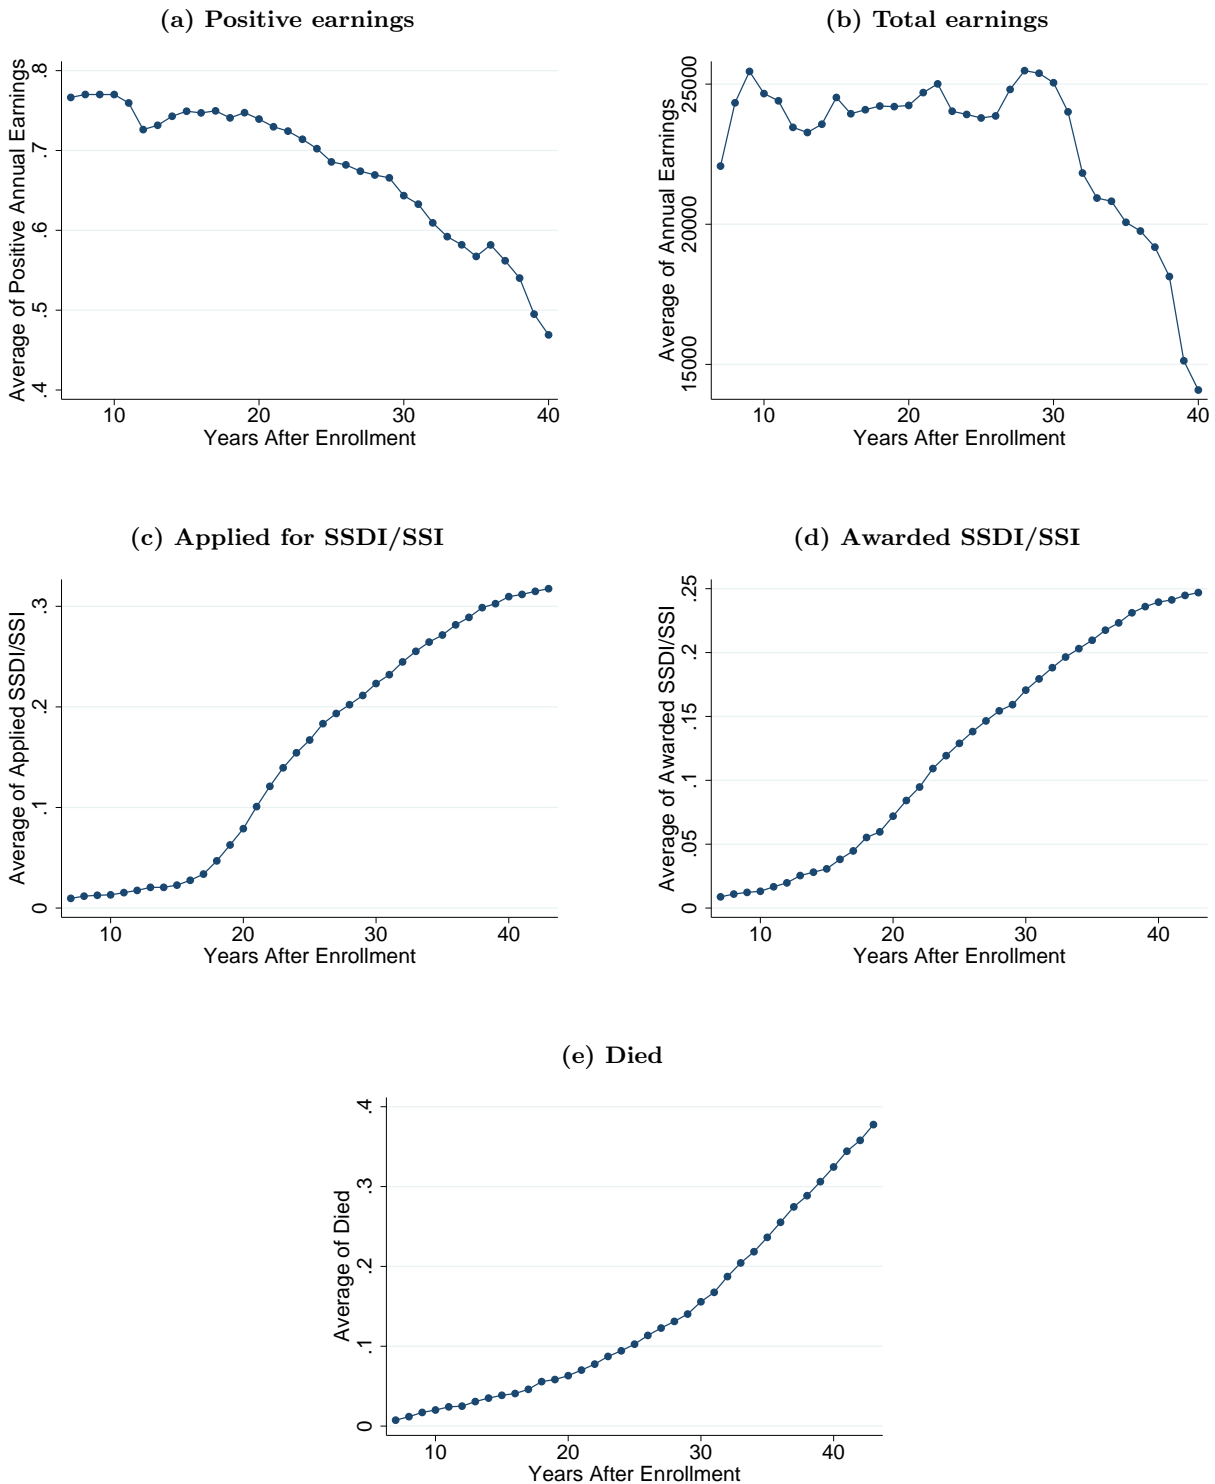 (a) Positive earnings
Average of Positive Annual Earnings
.8
.7
.6
.5
.4
10 20 30 40
Years After Enrollment
(b) Total earnings
Average of Annual Earnings
25000
20000
15000
10 20 30 40
Years After Enrollment
(c) Applied for SSDI/SSI
Average of Applied SSDI/SSI
.3
.2
.1
0
10 20 30 40
Years After Enrollment
(d) Awarded SSDI/SSI
Average of Awarded SSDI/SSI
.25
.2
.15
.1
.05
0
10 20 30 40
Years After Enrollment
(e) Died
Average of Died
.4
.3
.2
.1
0
10 20 30 40
Years After Enrollment